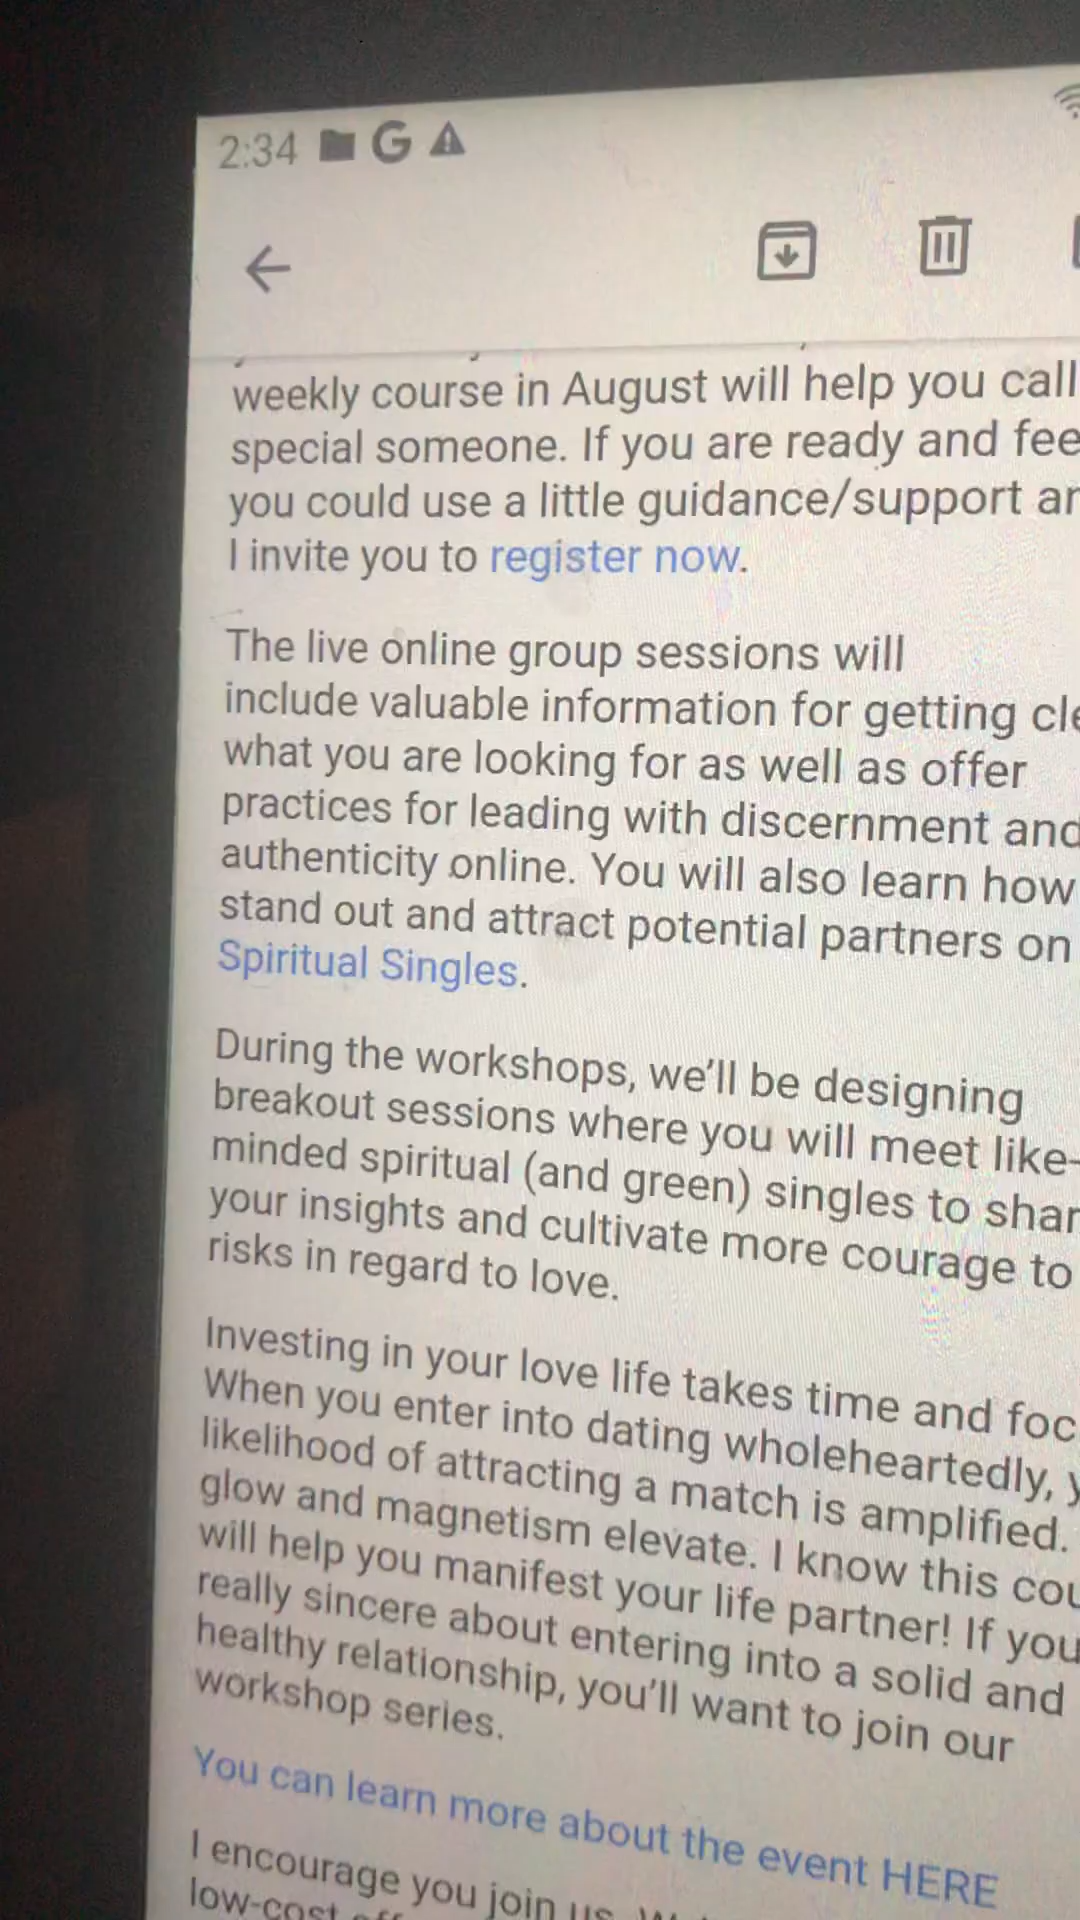 2:34 G
weekly course in August will help you call
special someone. If you are ready and
you could use a little guidance/support
I invite you to register now.
The live online group sessions will
include valuable information for getting
what you are looking for as well as offer
practices for leading with discernment and
authenticity online. You will also learn how
stand out and attract potential partners on
Spiritual Singles.
During the workshops, we'll be designing
breakout sessions where you will meet like-
minded spiritual (and green) singles to
your insights and cultivate more courage to
risks in regard to love.
Investing in your love life takes time and
When you enter into dating wholeheartedly,
likelihood of attracting a match is amplified.
glow and magnetism elevate. I know this
will help you manifest your life partner! If you
really sincere about entering into a solid and
healthy relationship, you'll want to join our
workshop series.
You can learn more about the event HERE
I encourage you join us.
low-cost